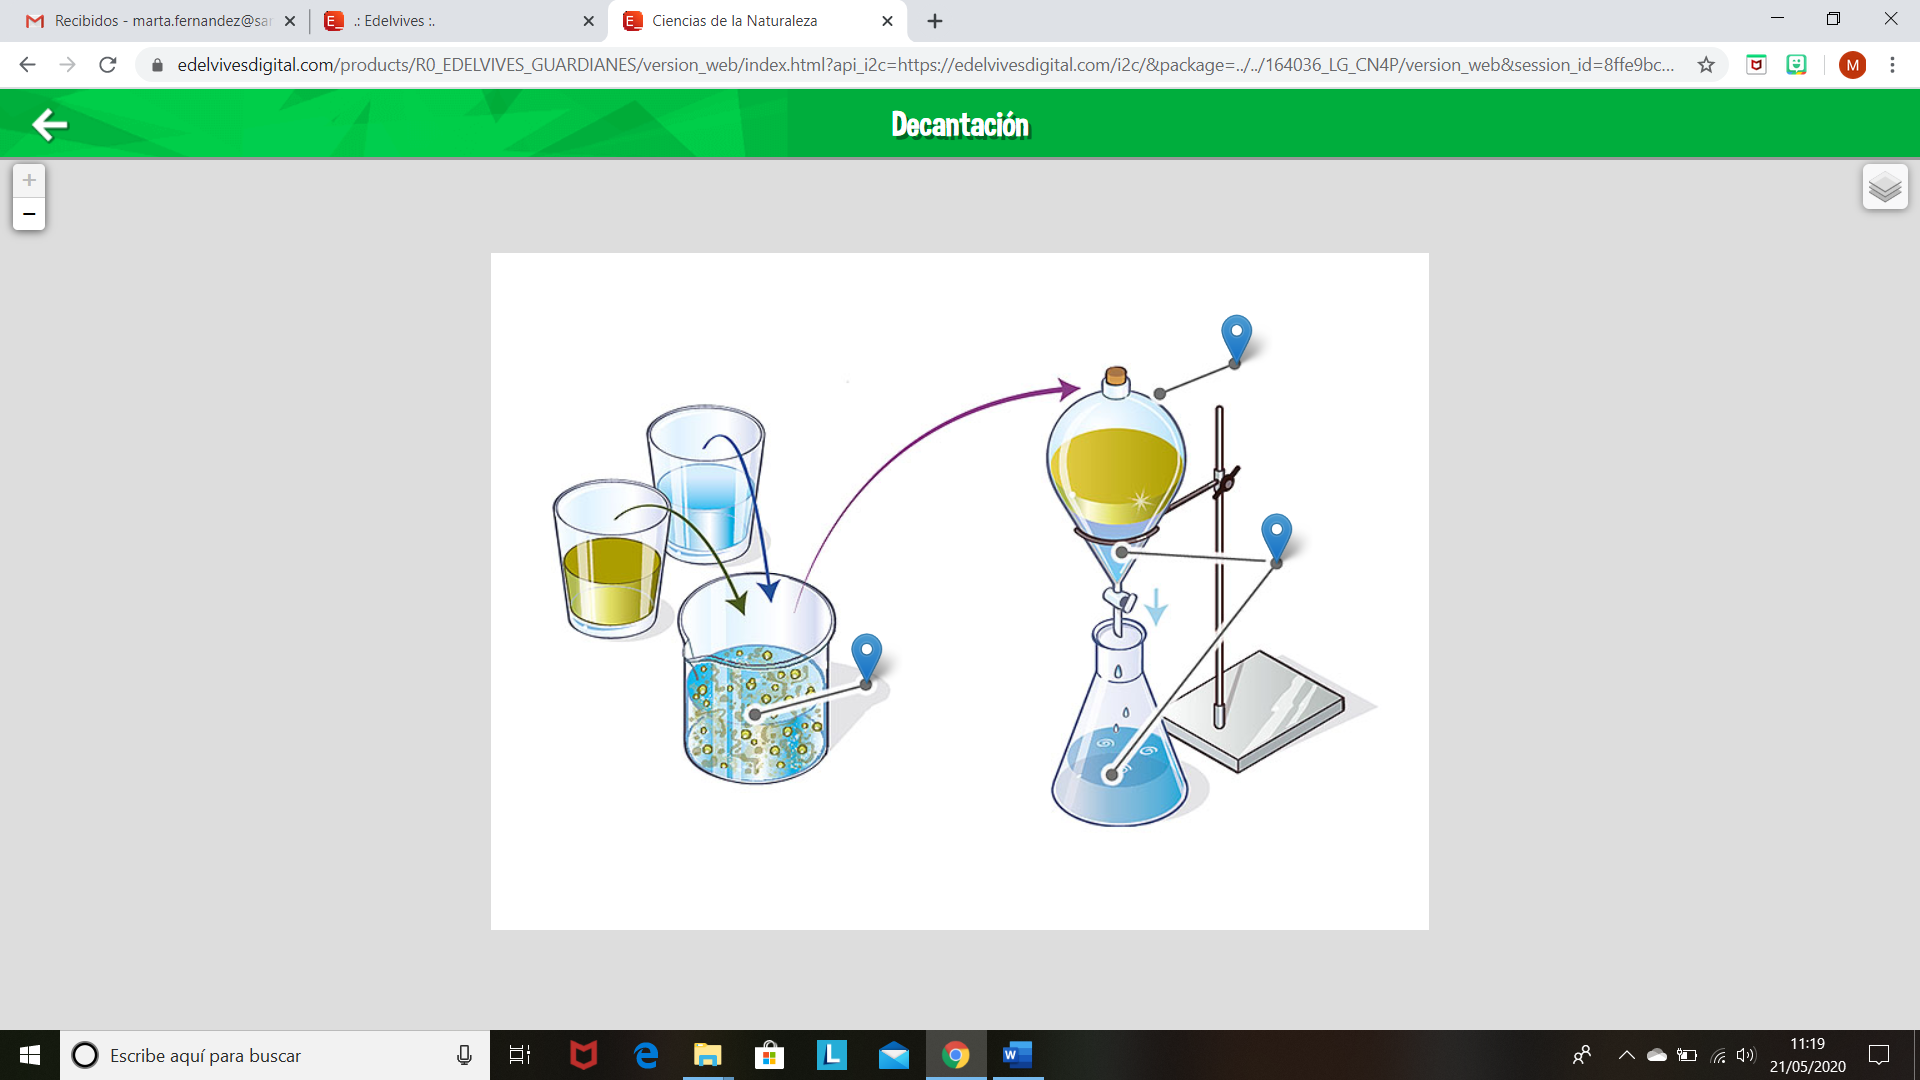 Recibidos - marta.fernandez@sar
.: Edelvives :.
Ciencias de la Naturaleza
edelvivesdigital.com/products/R0_EDELVIVES_GUARDIANES/version_web/index.html?api_i2c=https://edelvivesdigital.com/i2c/&package=../../164036_LG_CN4P/version_web&session_id=8ffe9bc...
M
Decantación
+
−
Escribe aquí para buscar
11:19
21/05/2020